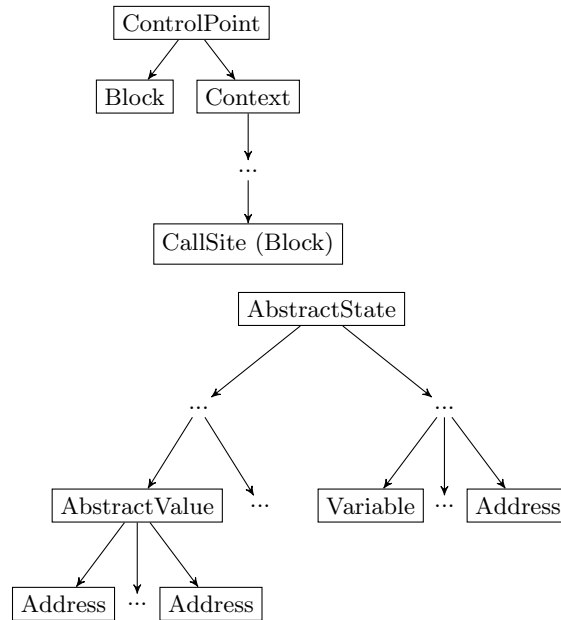 ControlPoint
Block Context
...
CallSite (Block)
AbstractState
... ...
AbstractValue ... Variable ... Address
Address ... Address